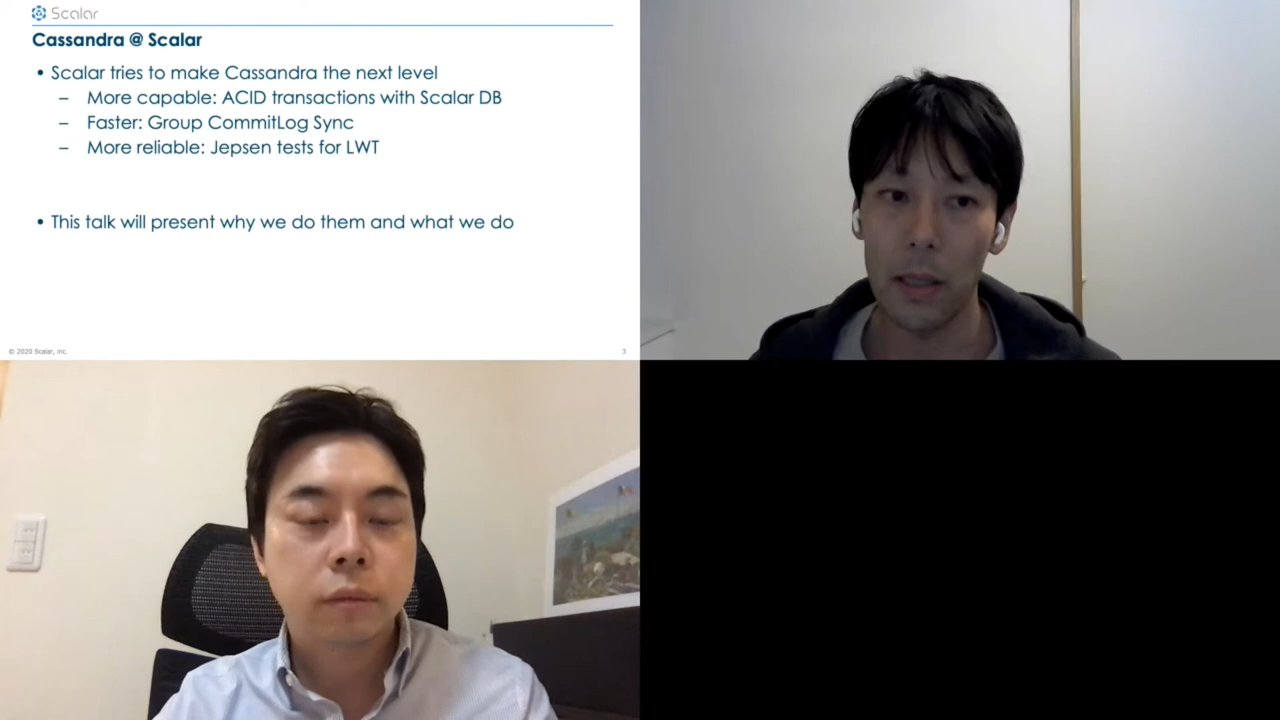 Scalar
Cassandra @ Scalar
• Scalar tries to make Cassandra the next level
– More capable: ACID transactions with Scalar DB
– Faster: Group CommitLog Sync
– More reliable: Jepsen tests for LWT
• This talk will present why we do them and what we do
© 2020 Scalar, inc.
3